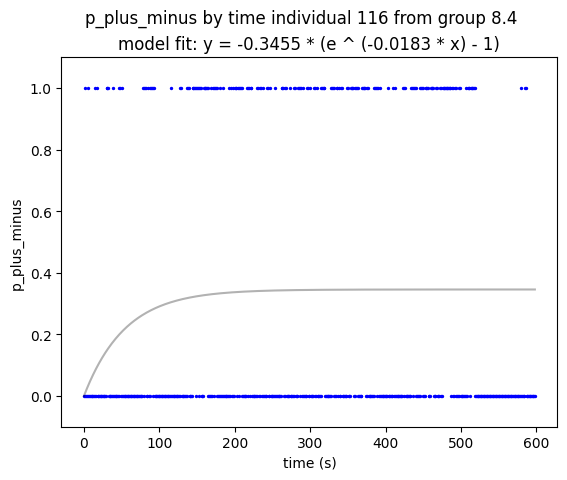 p_plus_minus by time individual 116 from group 8.4
model fit: y = -0.3455 * (e ^ (-0.0183 * x) - 1)
1.0
0.8
0.6
0.4
0.2
0.0
p_plus_minus
0 100 200 300 400 500 600
time (s)